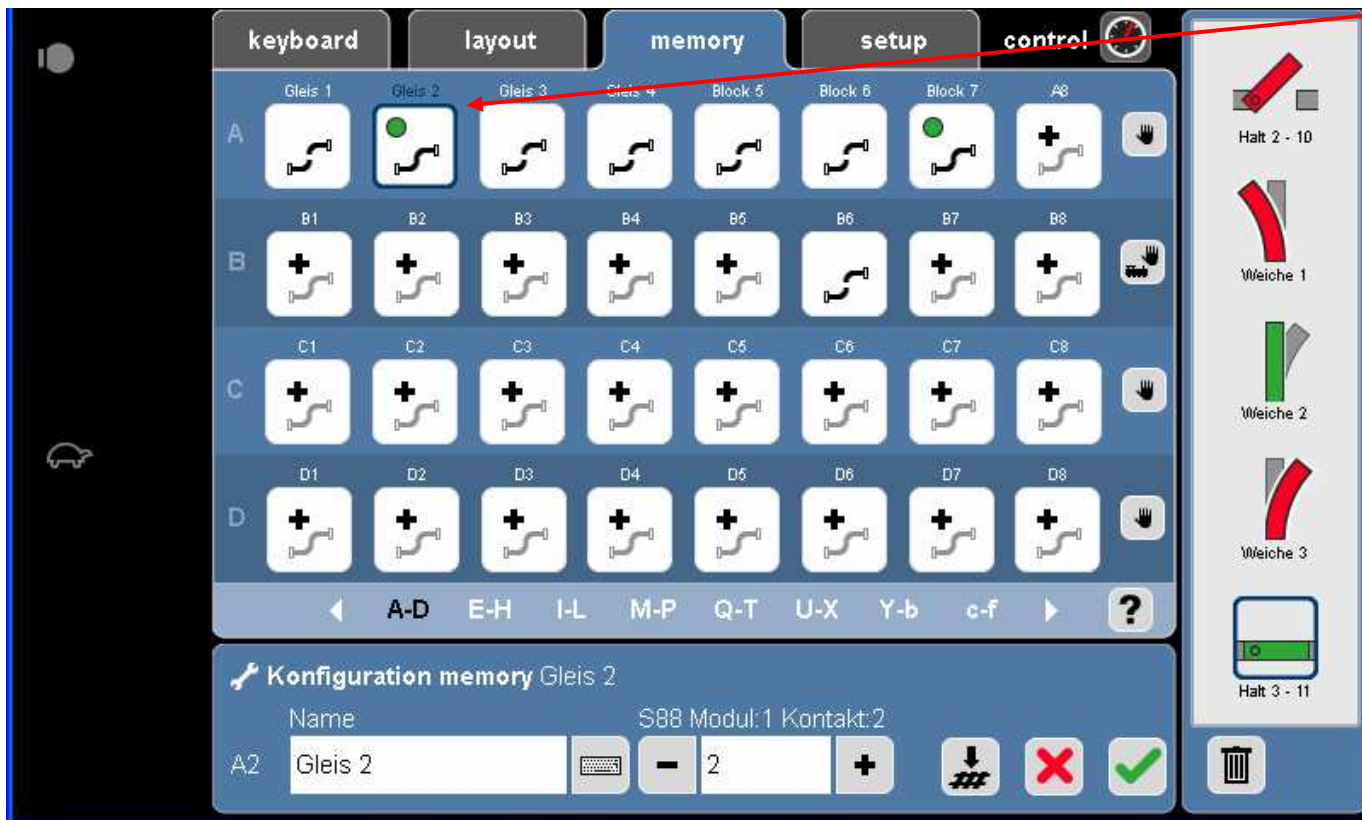 keyboard layout memory setup control
Gleis 1 Gleis 2 Gleis 3 Gleis 4 Block 5 Block 6 Block 7 A8
A
B1 B2 B3 B4 B5 B6 B7 B8
B
C1 C2 C3 C4 C5 C6 C7 C8
C
D1 D2 D3 D4 D5 D6 D7 D8
D
A-D E-H I-L M-P Q-T U-X Y-b c-f ?
Konfiguration memory Gleis 2
Name S88 Modul:1 Kontakt:2
A2 Gleis 2 2
Halt 2 - 10
Weiche 1
Weiche 2
Weiche 3
Halt 3 - 11